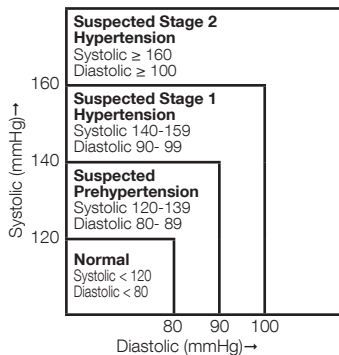 Suspected Stage 2
Hypertension
Systolic ≥ 160
Diastolic ≥ 100
160
Suspected Stage 1
Hypertension
Systolic 140-159
Diastolic 90- 99
140
Suspected
Prehypertension
Systolic 120-139
Diastolic 80- 89
120
Normal
Systolic < 120
Diastolic < 80
Systolic (mmHg)→
80 90 100
Diastolic (mmHg)→